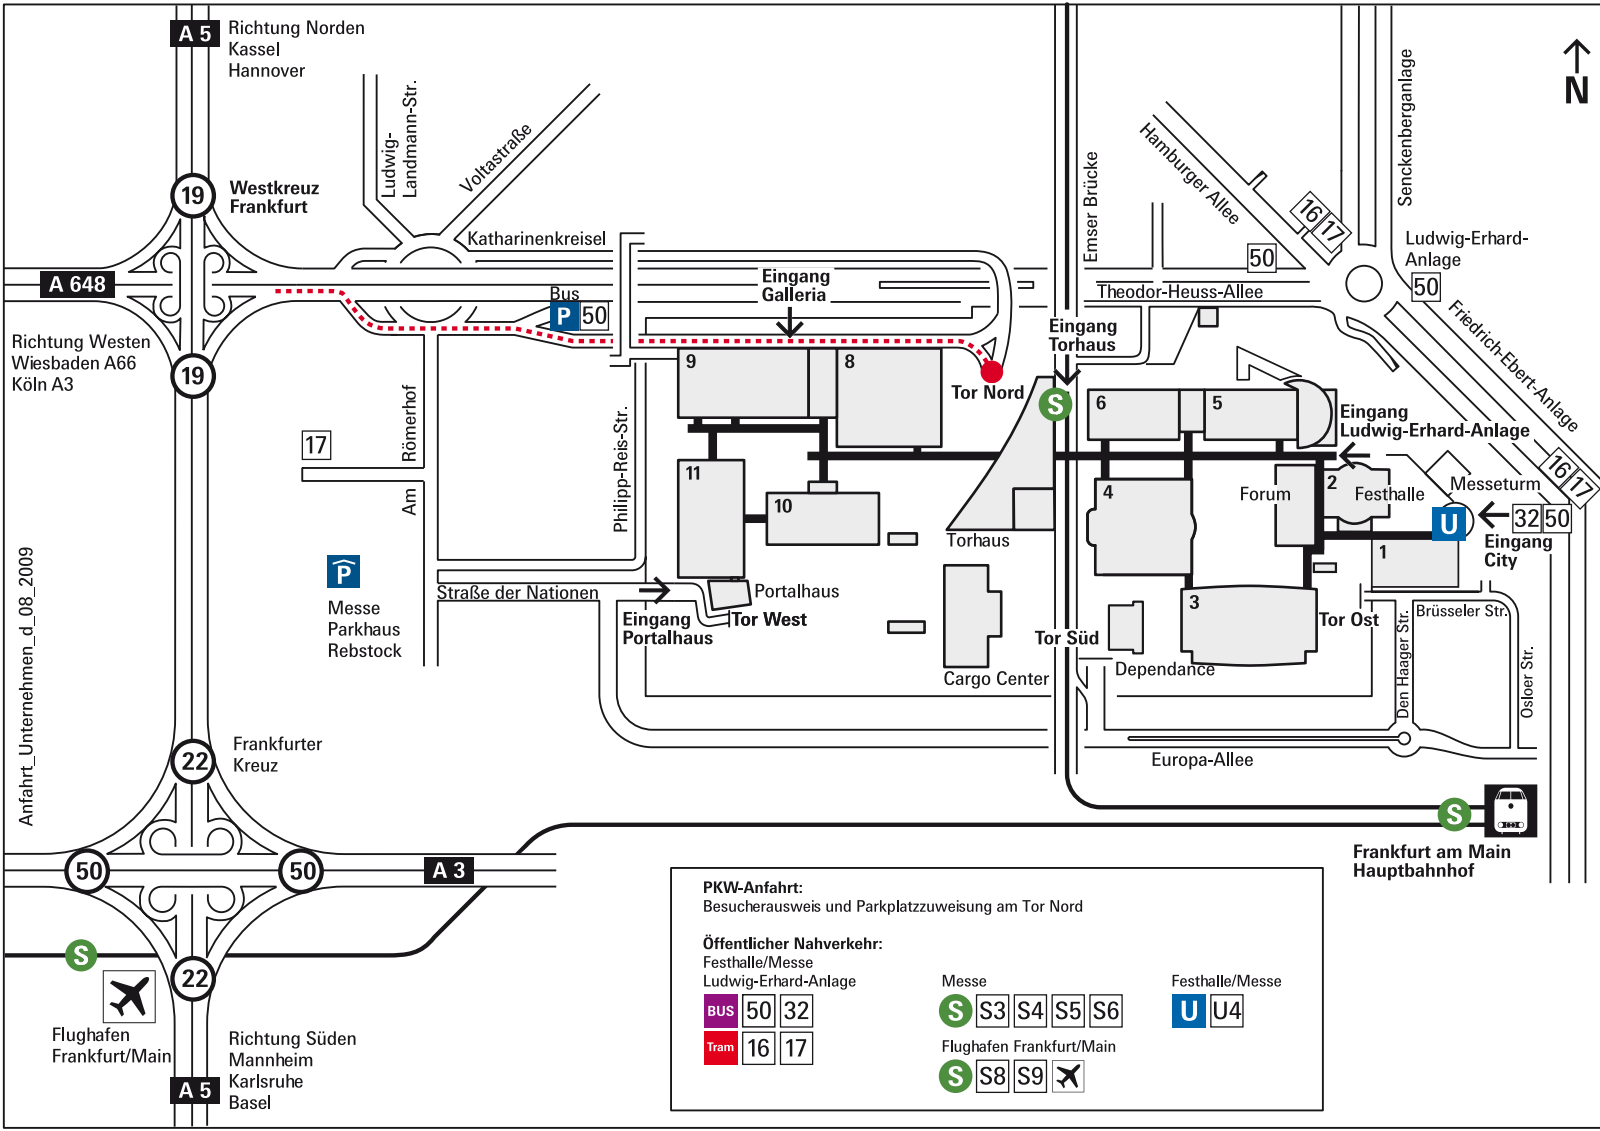 A 5
Richtung Norden
Kassel
Hannover
N
Ludwig-
Landmann-Str.
Voltastraße
Emser Brücke
Hamburger Allee
Senckenberganlage
19
Westkreuz
Frankfurt
16
17
Katharinenkreisel
50
Ludwig-Erhard-
Anlage
50
A 648
Eingang
Galleria
Theodor-Heuss-Allee
Bus
P
50
Friedrich-Ebert-Anlage
Eingang
Torhaus
Richtung Westen
Wiesbaden A66
Köln A3
19
9
8
Tor Nord
S
6
5
Eingang
Ludwig-Erhard-Anlage
17
Am
Römerhof
Philipp-Reis-Str.
11
10
4
Forum
2
Festhalle
Messeturm
16
17
U
32
50
Eingang
City
1
Torhaus
P
Messe
Parkhaus
Rebstock
Straße der Nationen
Portalhaus
Eingang
Portalhaus
Tor West
3
Tor Ost
Brüsseler Str.
Tor Süd
Dependance
Cargo Center
Den Haager Str.
Osloer Str.
Anfahrt_Unternehmen_d_08_2009
22
Frankfurter
Kreuz
Europa-Allee
S
Frankfurt am Main
Hauptbahnhof
50
50
A 3
S
22
Flughafen
Frankfurt/Main
Richtung Süden
Mannheim
Karlsruhe
Basel
A 5
PKW-Anfahrt:
Besucherausweis und Parkplatzzuweisung am Tor Nord
Öffentlicher Nahverkehr:
Festhalle/Messe
Ludwig-Erhard-Anlage
BUS 50 32
Tram 16 17
Messe
S S3 S4 S5 S6
Flughafen Frankfurt/Main
S S8 S9
Festhalle/Messe
U U4